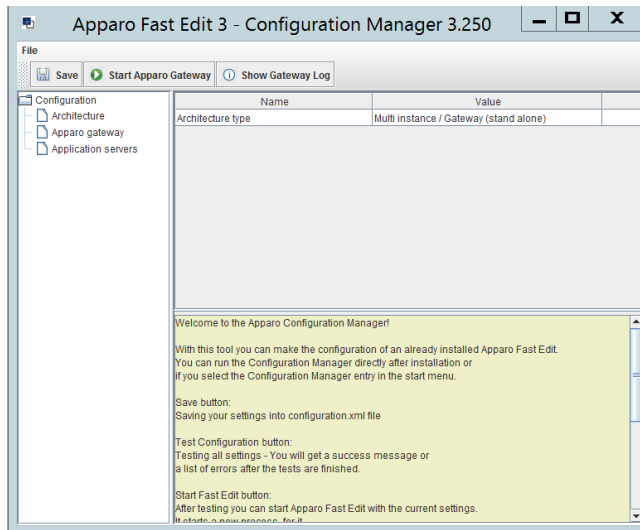 Apparo Fast Edit 3 - Configuration Manager 3.250
File
Save Start Apparo Gateway Show Gateway Log
Configuration
Architecture
Apparo gateway
Application servers
Name Value
Architecture type Multi instance / Gateway (stand alone)
Welcome to the Apparo Configuration Manager!
With this tool you can make the configuration of an already installed Apparo Fast Edit.
You can run the Configuration Manager directly after installation or
if you select the Configuration Manager entry in the start menu.
Save button:
Saving your settings into configuration.xml file
Test Configuration button:
Testing all settings - You will get a success message or
a list of errors after the tests are finished.
Start Fast Edit button:
After testing you can start Apparo Fast Edit with the current settings.
It starts a new process, for it